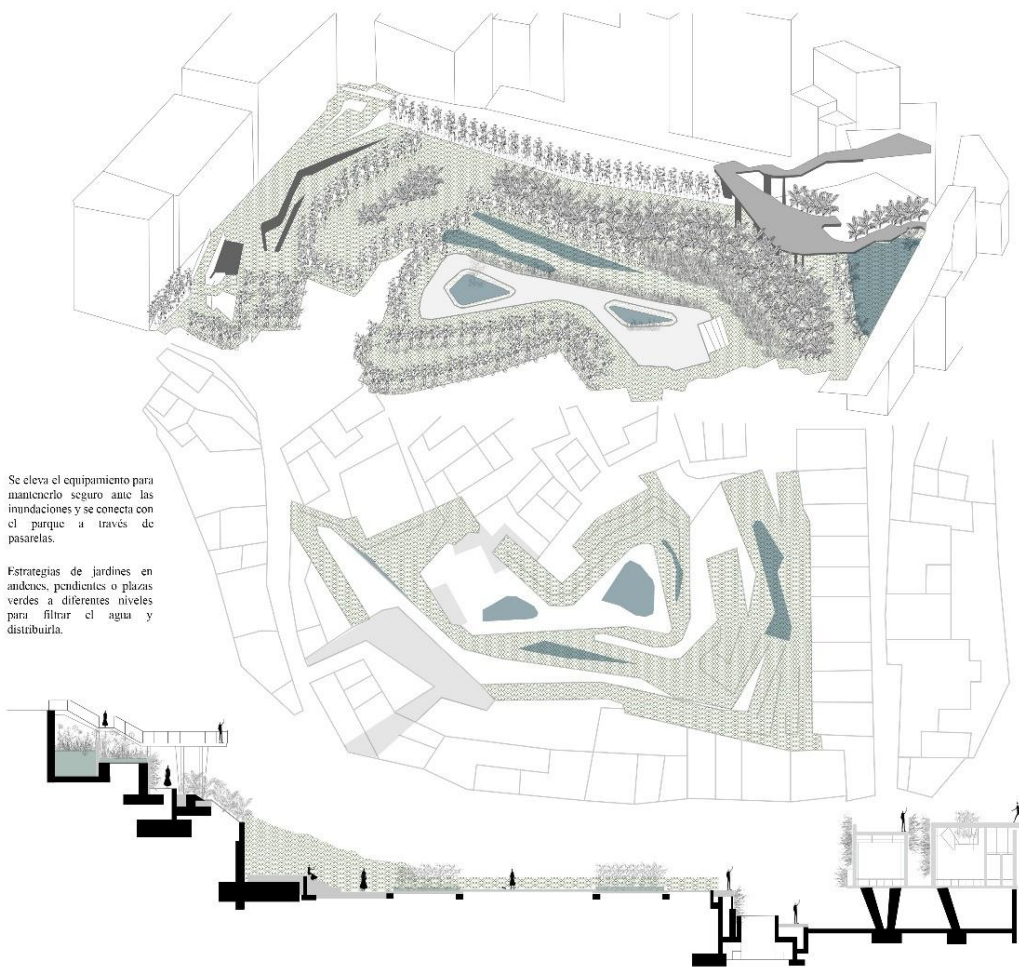 Se eleva el equipamiento para
mantenerlo seguro ante las
inundaciones y se conecta con
el parque a través de
pasarelas.
Estrategias de jardines en
andenes, pendientes o plazas
verdes a diferentes niveles
para filtrar el agua y
distribuirla.